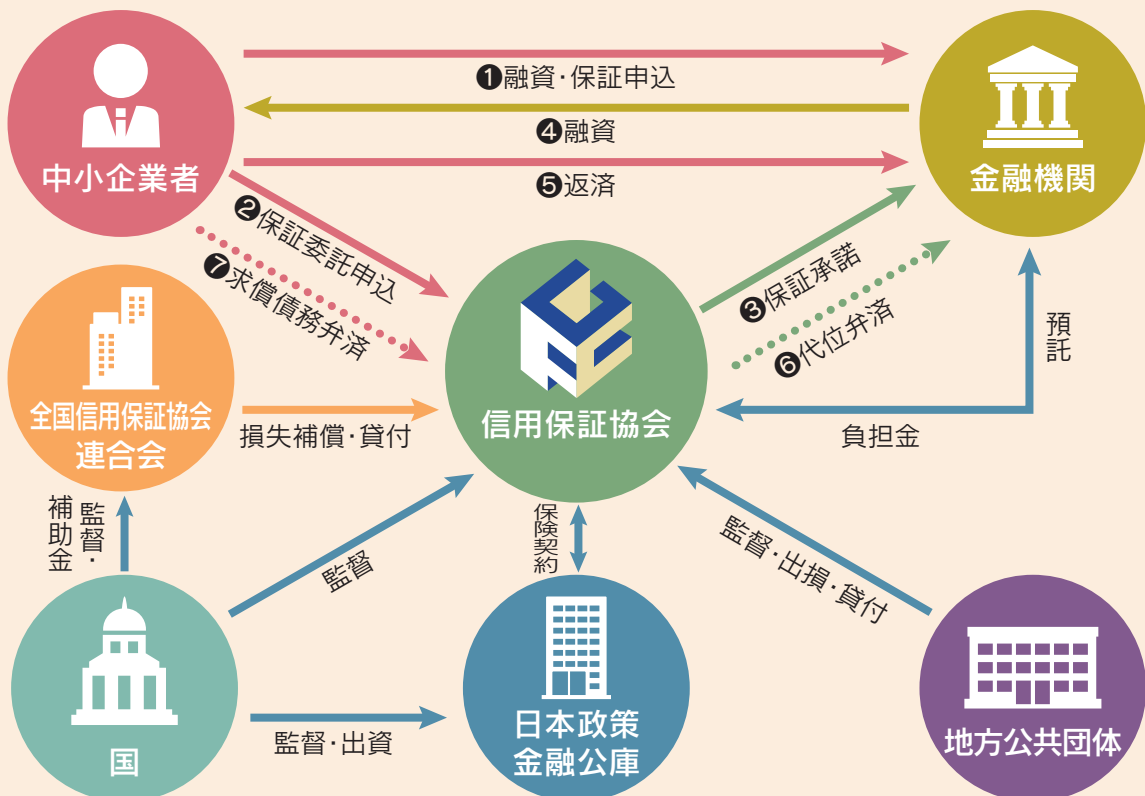 ❶融資・保証申込
❹融資
❺返済
中小企業者
金融機関
❷保証委託申込
❼求償債務弁済
❸保証承諾
❻代位弁済
預託
全国信用保証協会
連合会
損失補償・貸付
信用保証協会
負担金
監督・
補助金
監督
保険契約
監督・出損・貸付
国
監督・出資
日本政策
金融公庫
地方公共団体